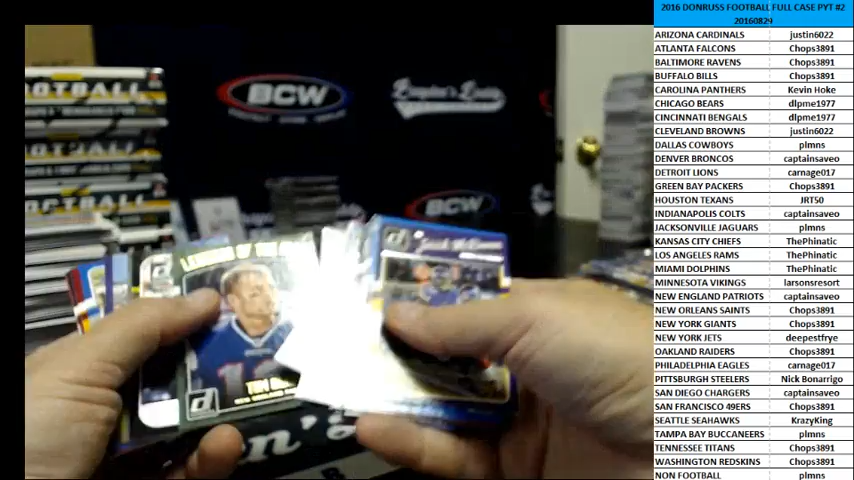 2016 DONRUSS FOOTBALL FULL CASE PYT #2
20160829
ARIZONA CARDINALS justin6022
ATLANTA FALCONS Chops3891
BALTIMORE RAVENS Chops3891
BUFFALO BILLS Chops3891
CAROLINA PANTHERS Kevin Hoke
CHICAGO BEARS dlpme1977
CINCINNATI BENGALS dlpme1977
CLEVELAND BROWNS justin6022
DALLAS COWBOYS plmns
DENVER BRONCOS captainsaveo
DETROIT LIONS carnage017
GREEN BAY PACKERS Chops3891
HOUSTON TEXANS JRT50
INDIANAPOLIS COLTS captainsaveo
JACKSONVILLE JAGUARS plmns
KANSAS CITY CHIEFS ThePhinatic
LOS ANGELES RAMS ThePhinatic
MIAMI DOLPHINS ThePhinatic
MINNESOTA VIKINGS larsonsresort
NEW ENGLAND PATRIOTS captainsaveo
NEW ORLEANS SAINTS Chops3891
NEW YORK GIANTS Chops3891
NEW YORK JETS deepestfrye
OAKLAND RAIDERS Chops3891
PHILADELPHIA EAGLES carnage017
PITTSBURGH STEELERS Nick Bonarrigo
SAN DIEGO CHARGERS captainsaveo
SAN FRANCISCO 49ERS Chops3891
SEATTLE SEAHAWKS KrazyKing
TAMPA BAY BUCCANEERS plmns
TENNESSEE TITANS Chops3891
WASHINGTON REDSKINS Chops3891
NON FOOTBALL plmns
BCW
BCW
LEGENDS OF THE
TOM